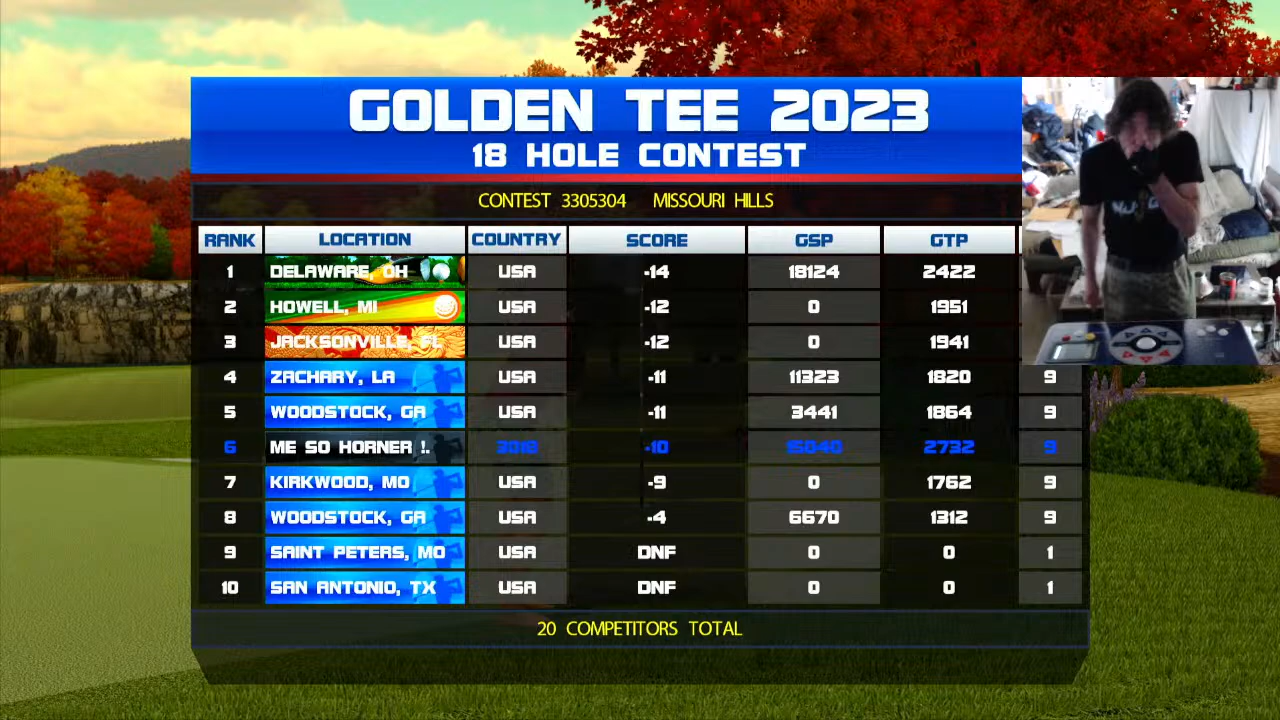 GOLDEN TEE 2023
18 HOLE CONTEST
CONTEST 3305304 MISSOURI HILLS
RANK LOCATION COUNTRY SCORE GSP GTP
1 DELAWARE, OH USA -14 18124 2422
2 HOWELL, MI USA -12 0 1951
3 JACKSONVILLE, FL USA -12 0 1941
4 ZACHARY, LA USA -11 11323 1820 9
5 WOODSTOCK, GA USA -11 3441 1864 9
6 ME SO HORNER !. -10 15040 2732 9
7 KIRKWOOD, MO USA -9 0 1762 9
8 WOODSTOCK, GA USA -4 6670 1312 9
9 SAINT PETERS, MO USA DNF 0 0 1
10 SAN ANTONIO, TX USA DNF 0 0 1
20 COMPETITORS TOTAL